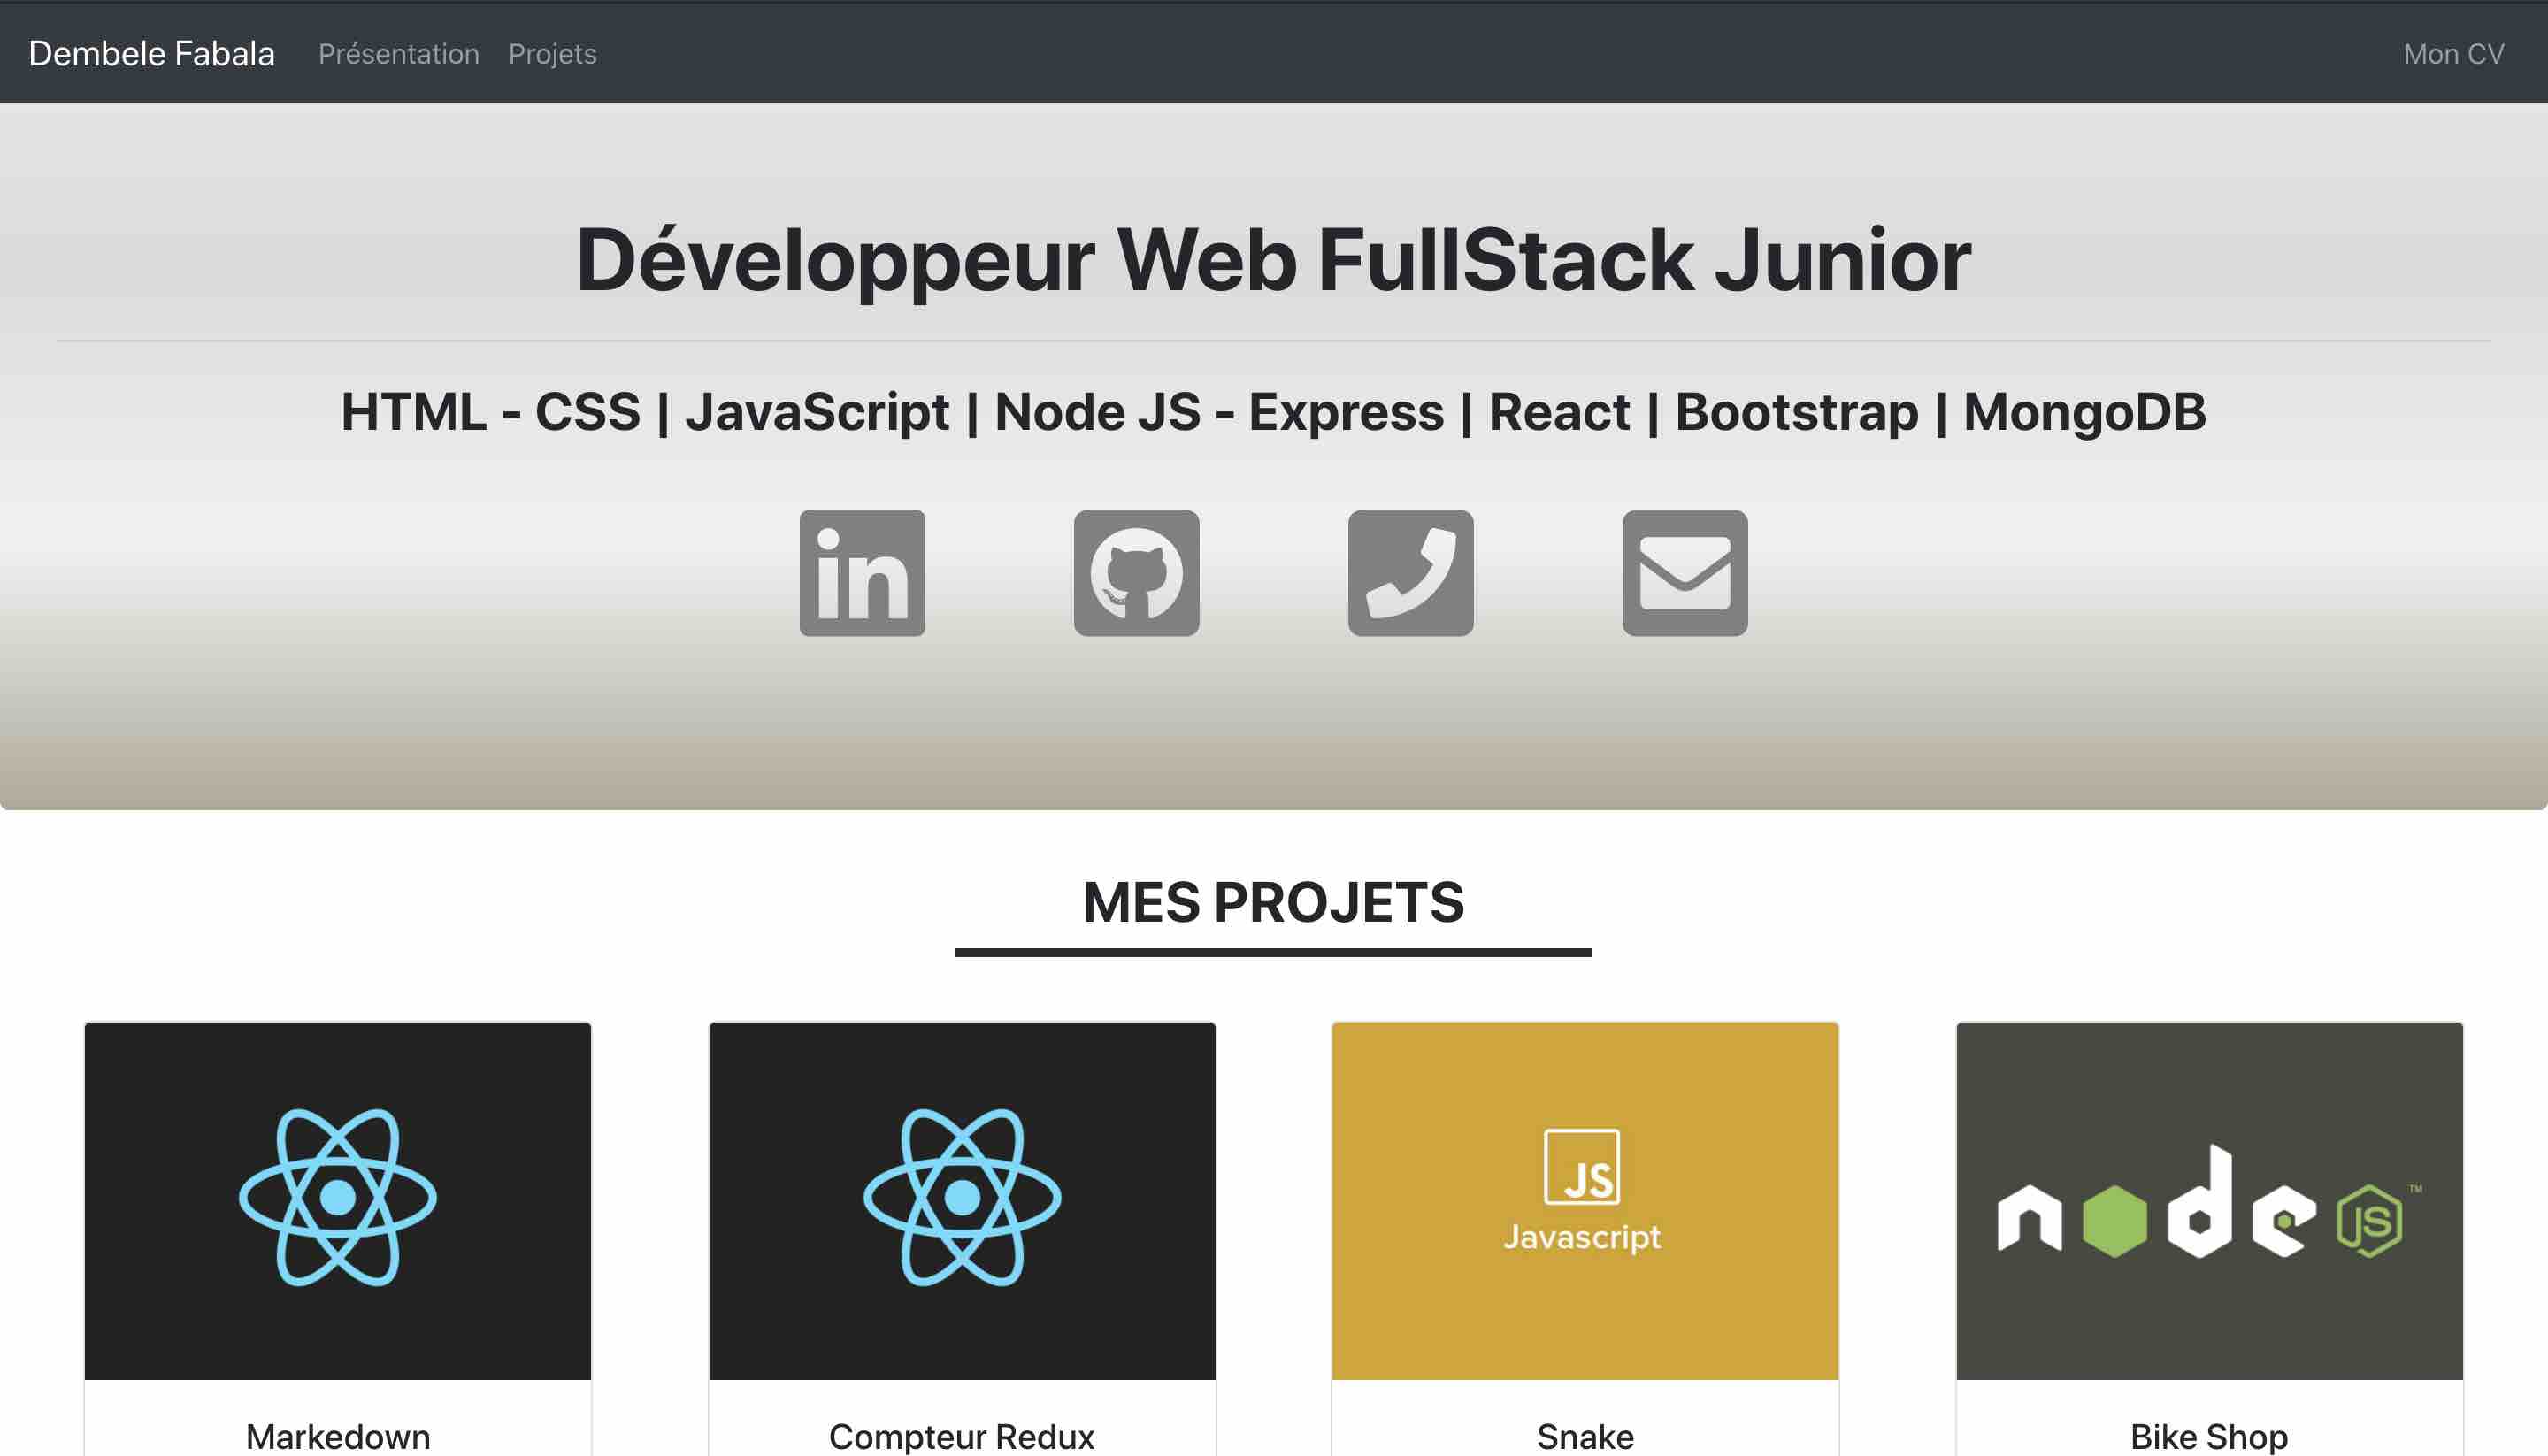 Dembele Fabala Présentation Projets Mon CV
Développeur Web FullStack Junior
HTML - CSS | JavaScript | Node JS - Express | React | Bootstrap | MongoDB
in
MES PROJETS
JS
Javascript
node JS ™
Markedown
Compteur Redux
Snake
Bike Shop